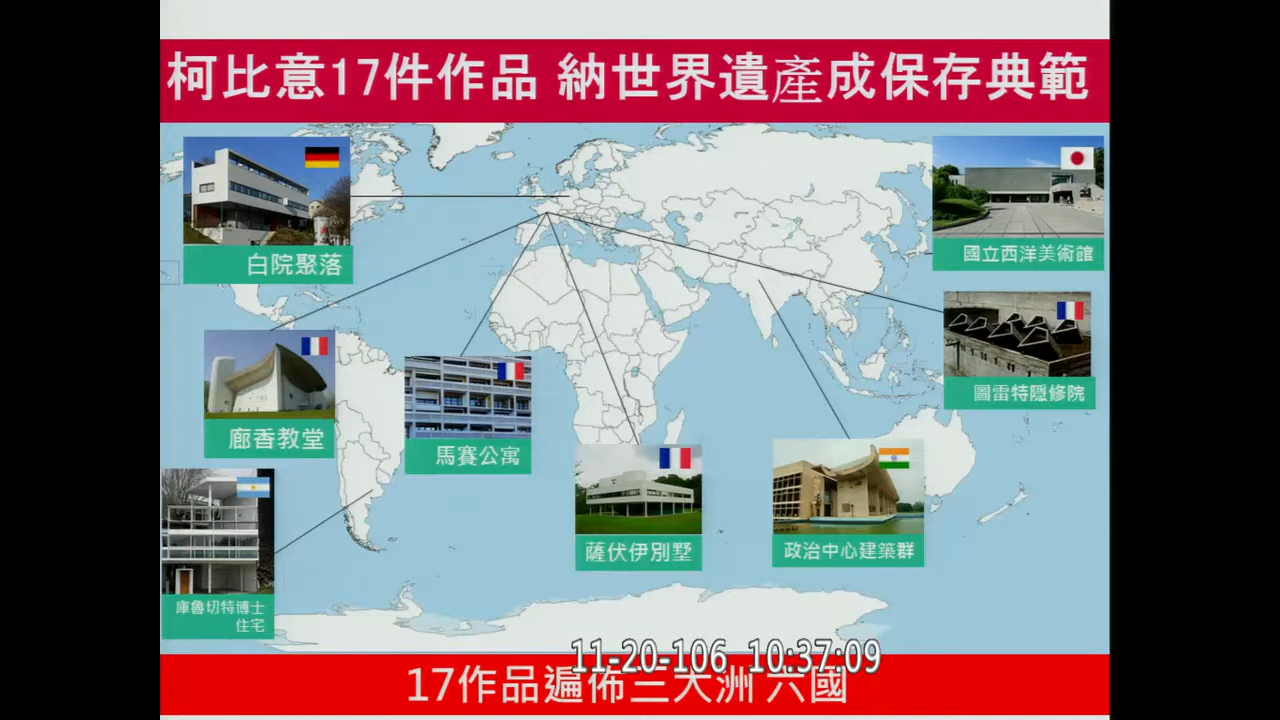 柯比意17件作品 納世界遺產成保存典範
白院聚落
國立西洋美術館
圖雷特隱修院
廊香教堂
馬賽公寓
薩伏伊別墅
政治中心建築群
庫魯切特博士
住宅
11-20-106 10:37:09
17作品遍佈三大洲 六國